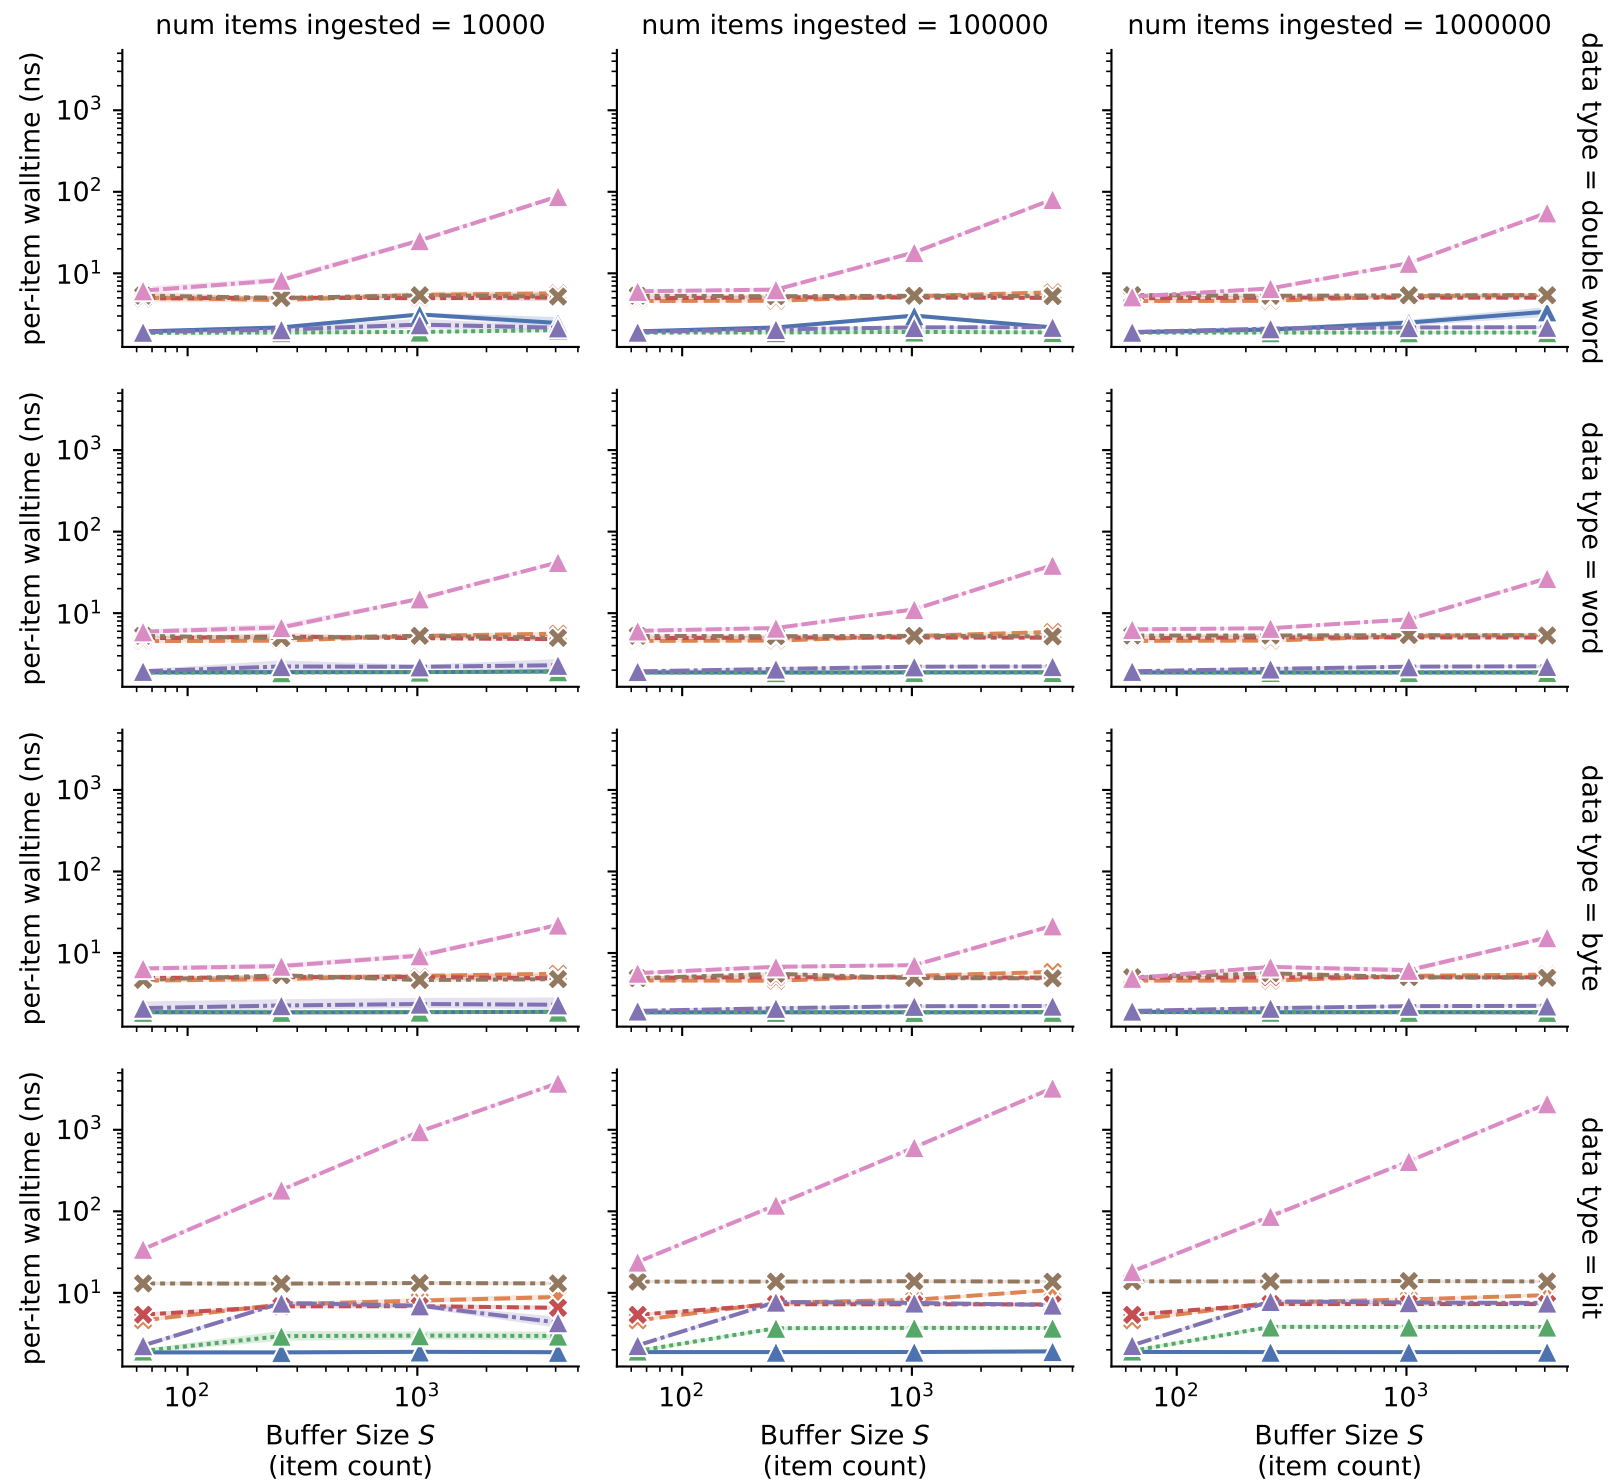 num items ingested = 10000
num items ingested = 100000
num items ingested = 1000000
per-item walltime (ns)
10³
10²
10¹
data type = double word
per-item walltime (ns)
10³
10²
10¹
data type = word
per-item walltime (ns)
10³
10²
10¹
data type = byte
per-item walltime (ns)
10³
10²
10¹
data type = bit
10² 10³
10² 10³
10² 10³
Buffer Size S
(item count)
Buffer Size S
(item count)
Buffer Size S
(item count)